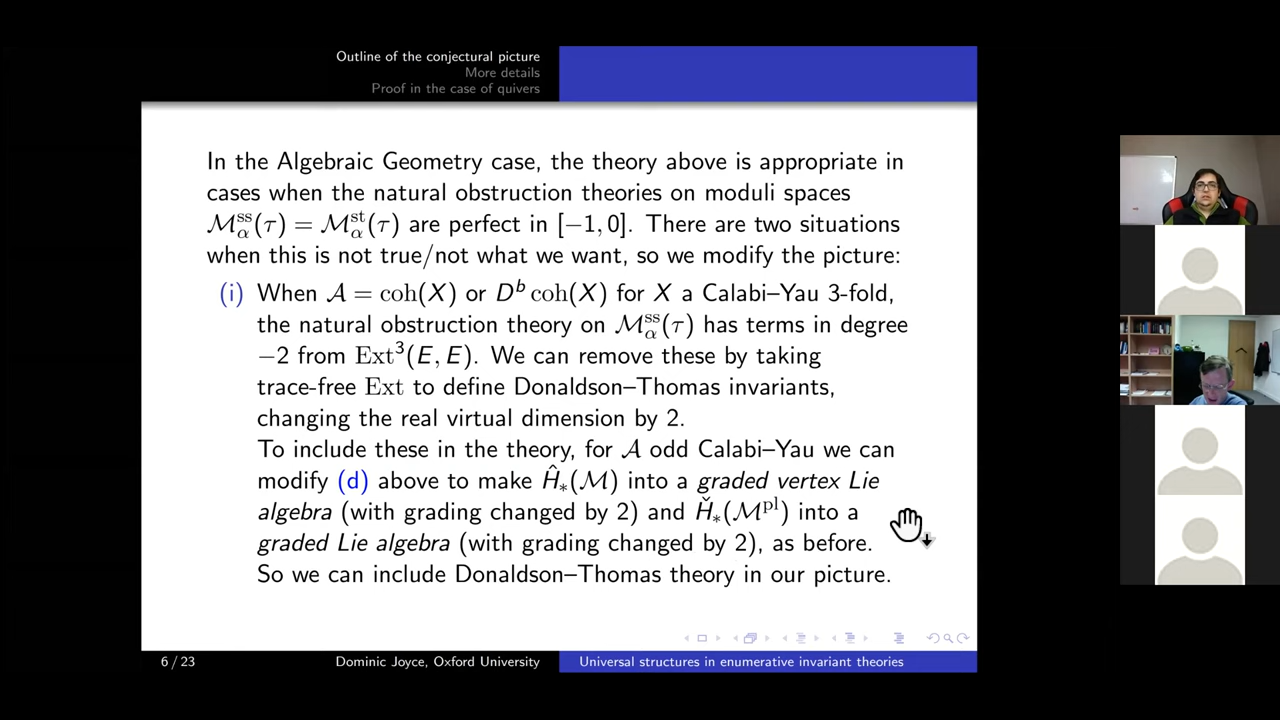 Outline of the conjectural picture
More details
Proof in the case of quivers
In the Algebraic Geometry case, the theory above is appropriate in
cases when the natural obstruction theories on moduli spaces
ℳ^ss_α(τ) = ℳ^st_α(τ) are perfect in [−1, 0]. There are two situations
when this is not true/not what we want, so we modify the picture:
(i) When 𝒜 = coh(X) or D^b coh(X) for X a Calabi–Yau 3-fold,
the natural obstruction theory on ℳ^ss_α(τ) has terms in degree
−2 from Ext³(E, E). We can remove these by taking
trace-free Ext to define Donaldson–Thomas invariants,
changing the real virtual dimension by 2.
To include these in the theory, for 𝒜 odd Calabi–Yau we can
modify (d) above to make Ĥ_*(ℳ) into a graded vertex Lie
algebra (with grading changed by 2) and Ȟ_*(ℳ^pl) into a
graded Lie algebra (with grading changed by 2), as before.
So we can include Donaldson–Thomas theory in our picture.
6 / 23
Dominic Joyce, Oxford University
Universal structures in enumerative invariant theories